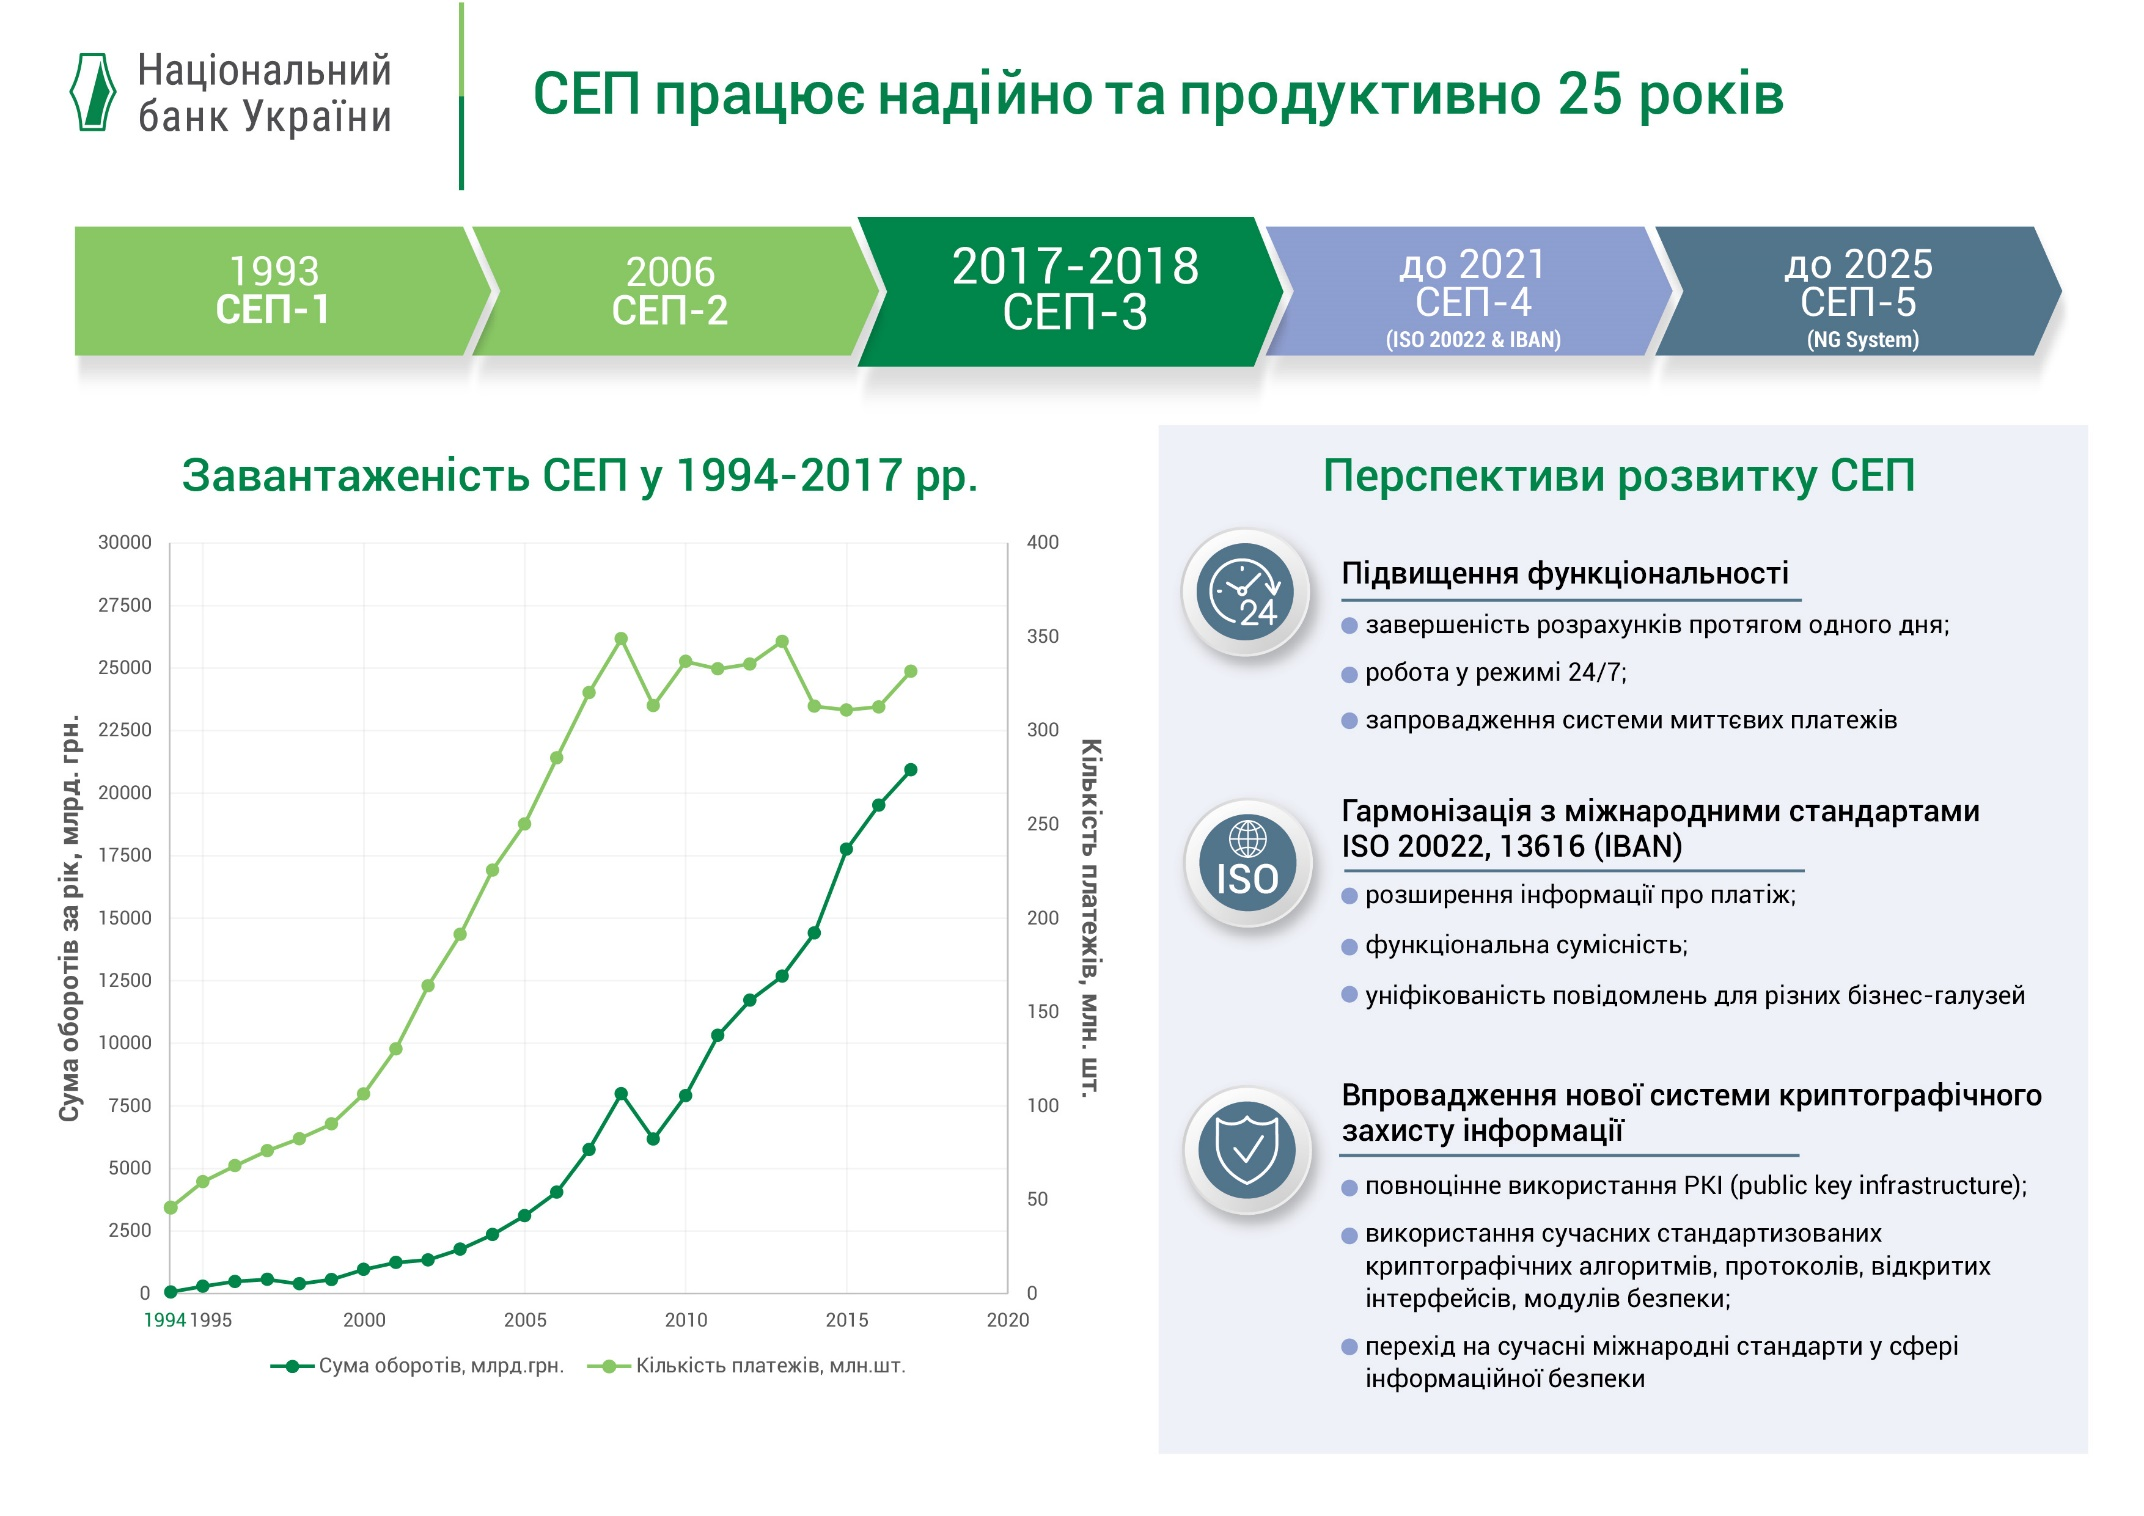 Національний
банк України
СЕП працює надійно та продуктивно 25 років
1993
СЕП-1
2006
СЕП-2
2017-2018
СЕП-3
до 2021
СЕП-4
(ISO 20022 & IBAN)
до 2025
СЕП-5
(NG System)
Завантаженість СЕП у 1994-2017 рр.
Сума оборотів за рік, млрд. грн.
30000
27500
25000
22500
20000
17500
15000
12500
10000
7500
5000
2500
0
400
350
300
250
200
150
100
50
0
Кількість платежів, млн. шт.
1994 1995 2000 2005 2010 2015 2020
Сума оборотів, млрд.грн. Кількість платежів, млн.шт.
Перспективи розвитку СЕП
24
Підвищення функціональності
завершеність розрахунків протягом одного дня;
робота у режимі 24/7;
запровадження системи миттєвих платежів
ISO
Гармонізація з міжнародними стандартами
ISO 20022, 13616 (IBAN)
розширення інформації про платіж;
функціональна сумісність;
уніфікованість повідомлень для різних бізнес-галузей
Впровадження нової системи криптографічного
захисту інформації
повноцінне використання PKI (public key infrastructure);
використання сучасних стандартизованих
криптографічних алгоритмів, протоколів, відкритих
інтерфейсів, модулів безпеки;
перехід на сучасні міжнародні стандарти у сфері
інформаційної безпеки